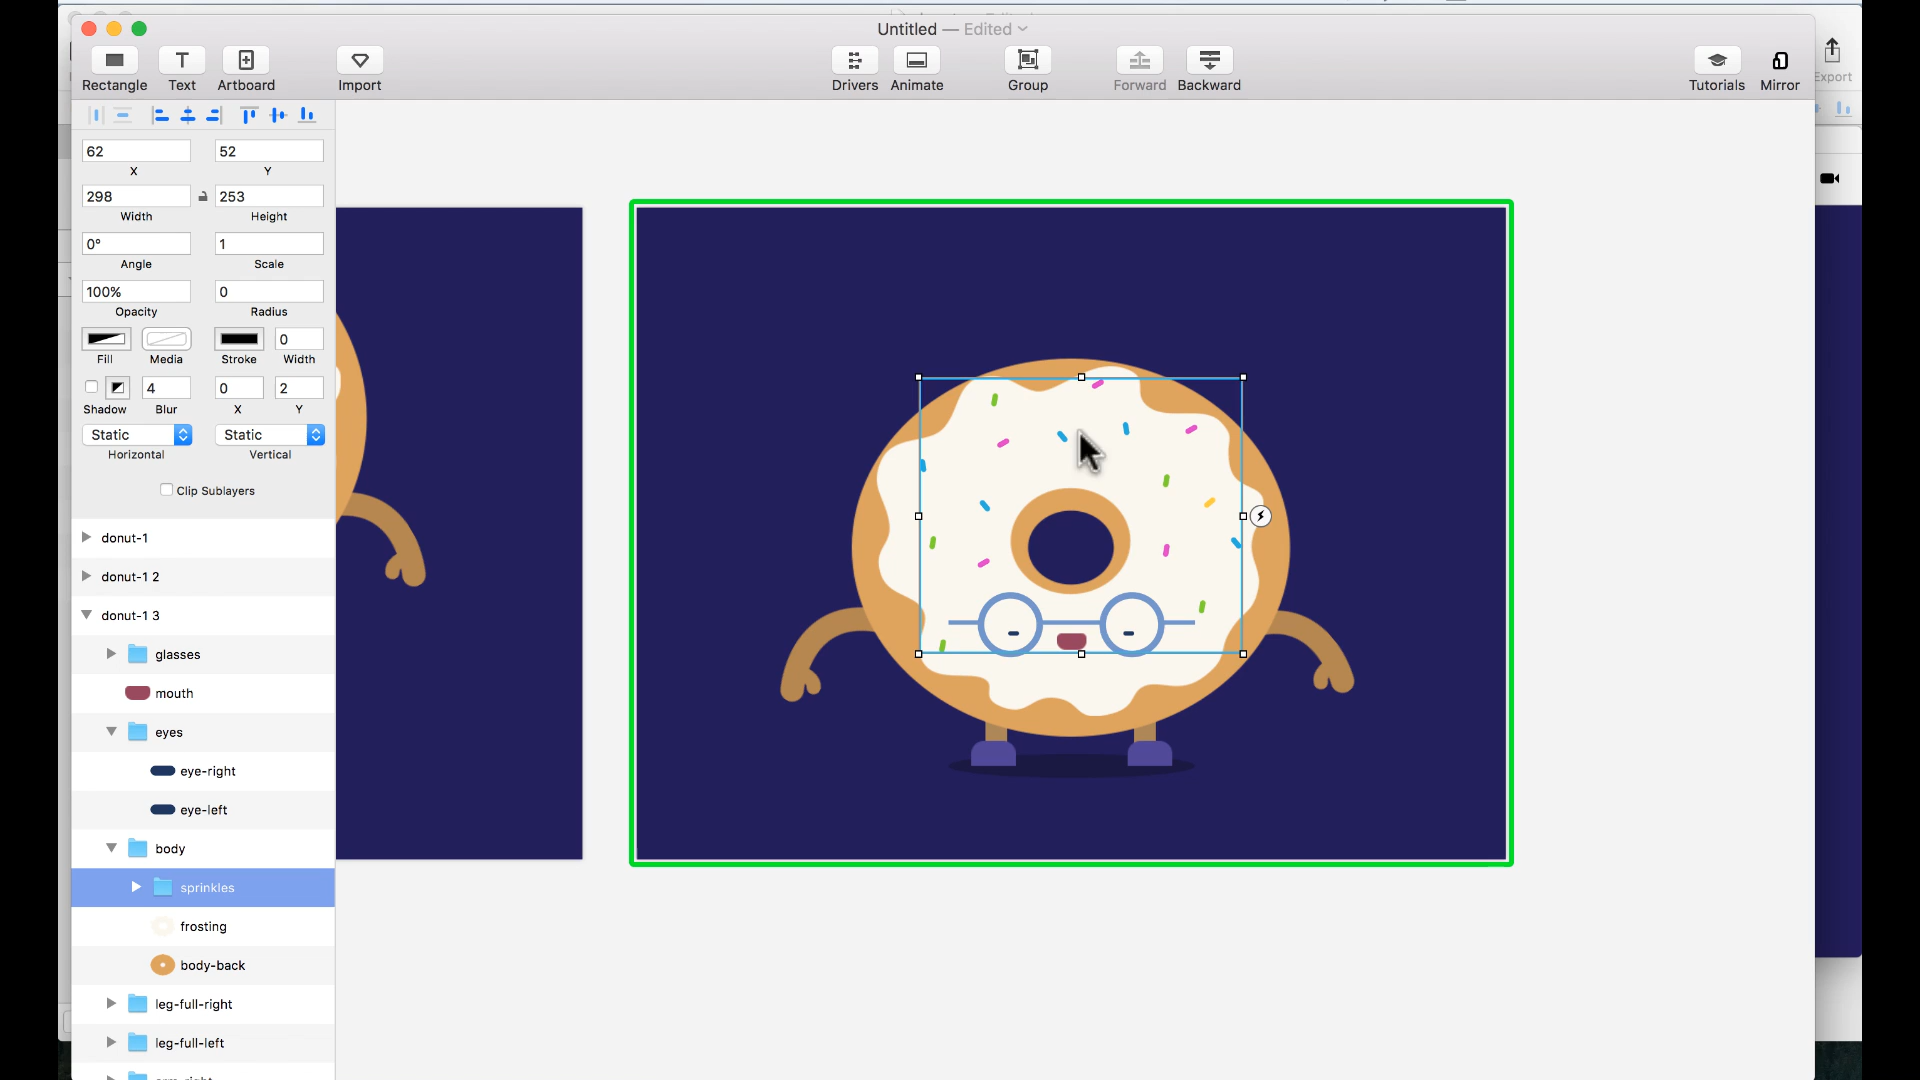 Untitled — Edited
Rectangle Text Artboard Import Drivers Animate Group Forward Backward Tutorials Mirror
xport
62 52
X Y
298 253
Width Height
0° 1
Angle Scale
100% 0
Opacity Radius
0
Fill Media Stroke Width
4 0 2
Shadow Blur X Y
Static Static
Horizontal Vertical
Clip Sublayers
donut-1
donut-1 2
donut-1 3
glasses
mouth
eyes
eye-right
eye-left
body
sprinkles
frosting
body-back
leg-full-right
leg-full-left